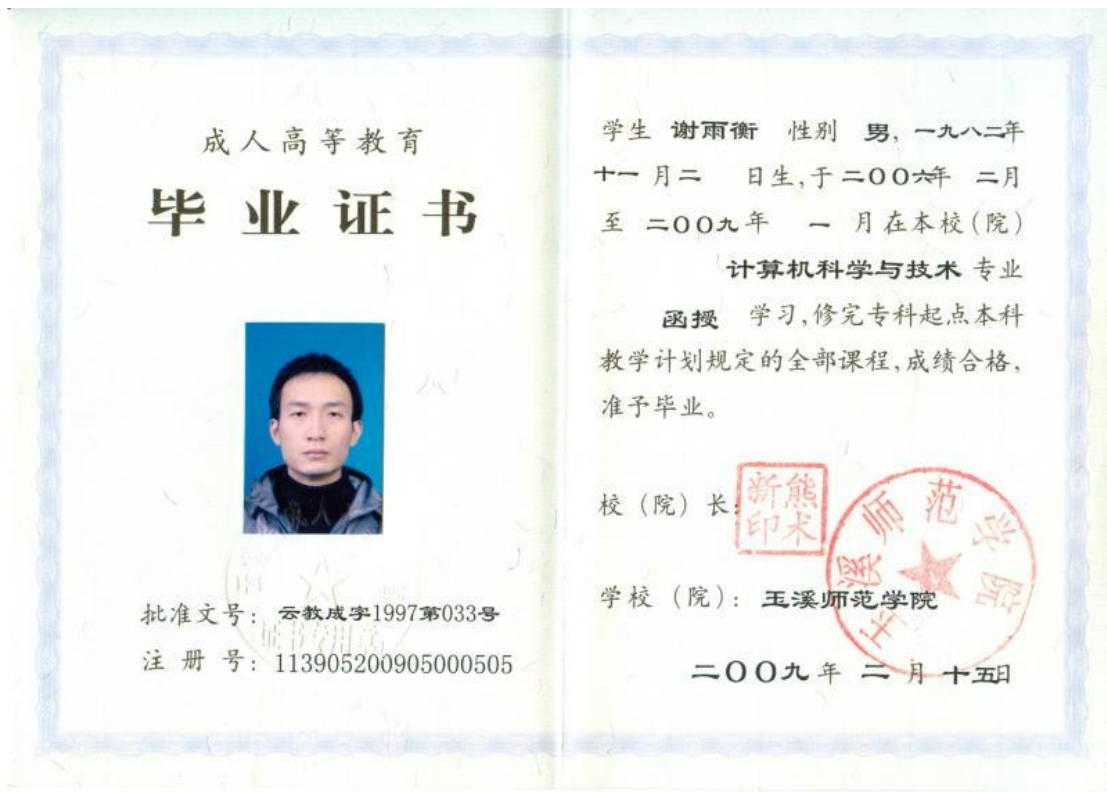 成人高等教育
毕业证书
批准文号：云教成字1997第033号
注册号：113905200905000505
学生 谢雨衡 性别 男，一九八二年
十一月二 日生，于二〇〇六年 二月
至 二〇〇九年 一 月在本校（院）
计算机科学与技术 专业
函授 学习，修完专科起点本科
教学计划规定的全部课程，成绩合格，
准予毕业。
校（院）长：
新熊
印术
玉溪师范学院
学校（院）：玉溪师范学院
二〇〇九年 二 月 十五日